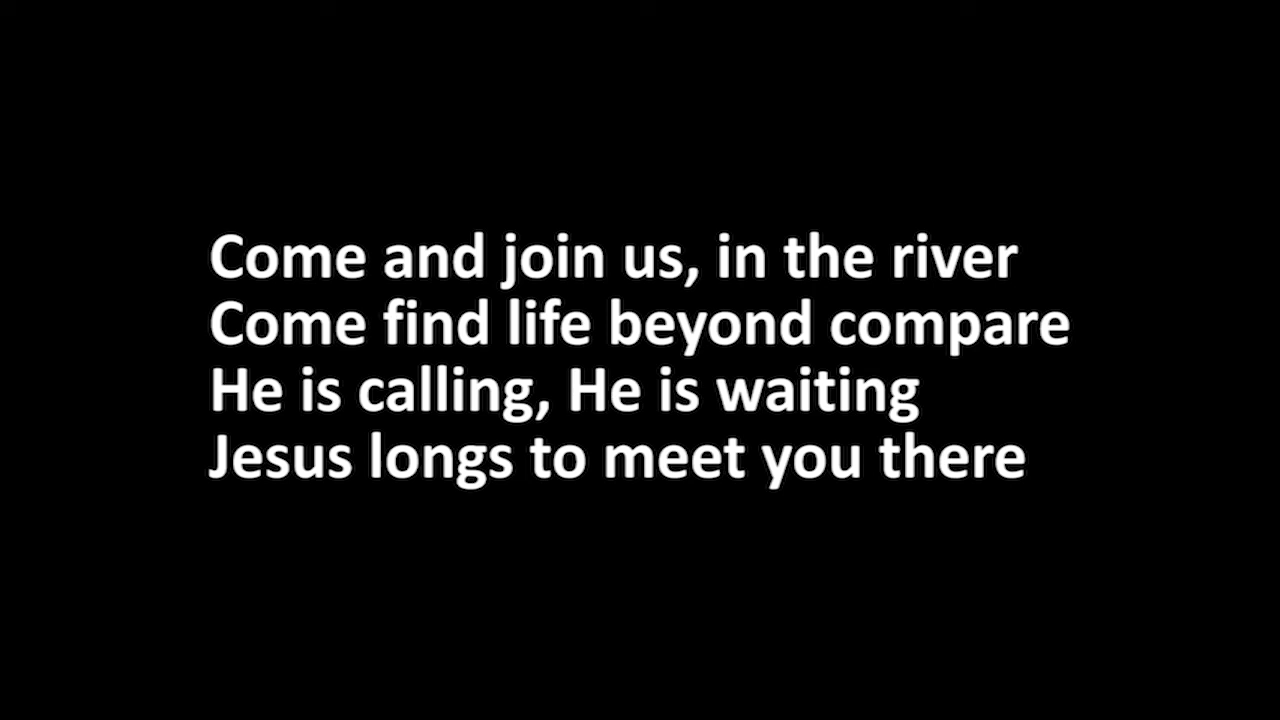 Come and join us, in the river
Come find life beyond compare
He is calling, He is waiting
Jesus longs to meet you there